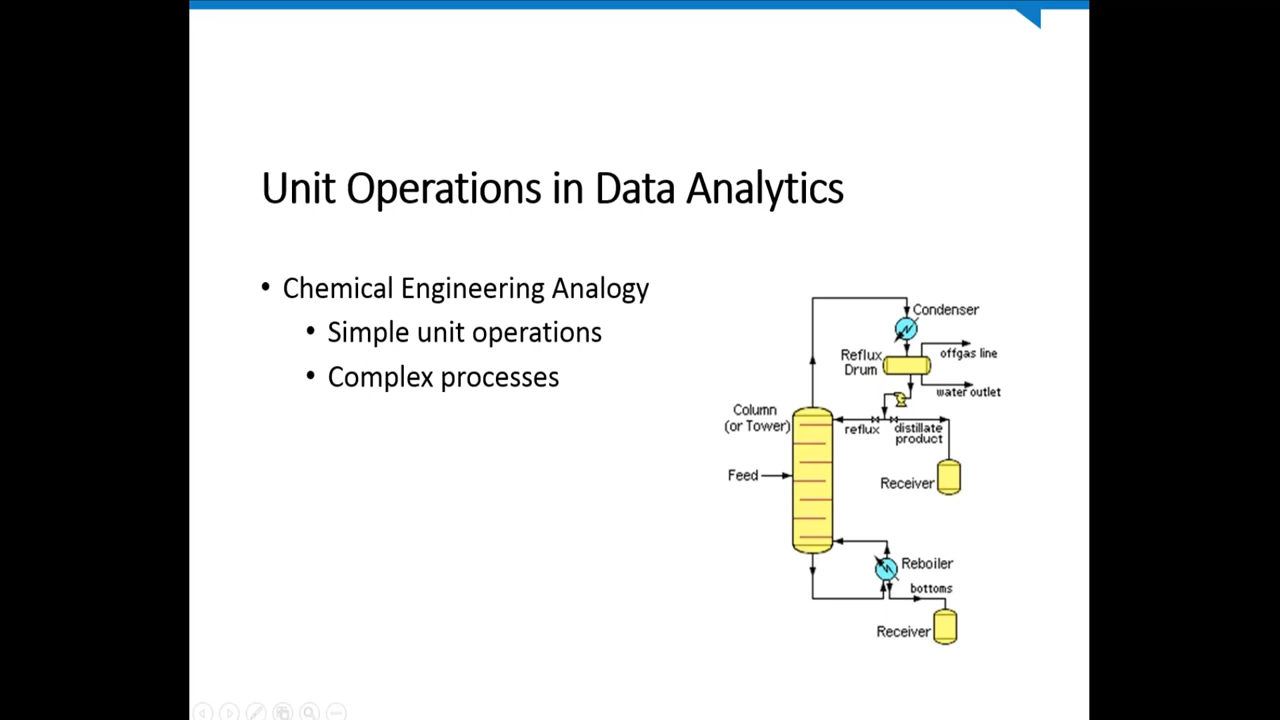 Unit Operations in Data Analytics
• Chemical Engineering Analogy
• Simple unit operations
• Complex processes
Condenser
Reflux
Drum
offgas line
water outlet
Column
(or Tower)
reflux
distillate
product
Feed
Receiver
Reboiler
bottoms
Receiver